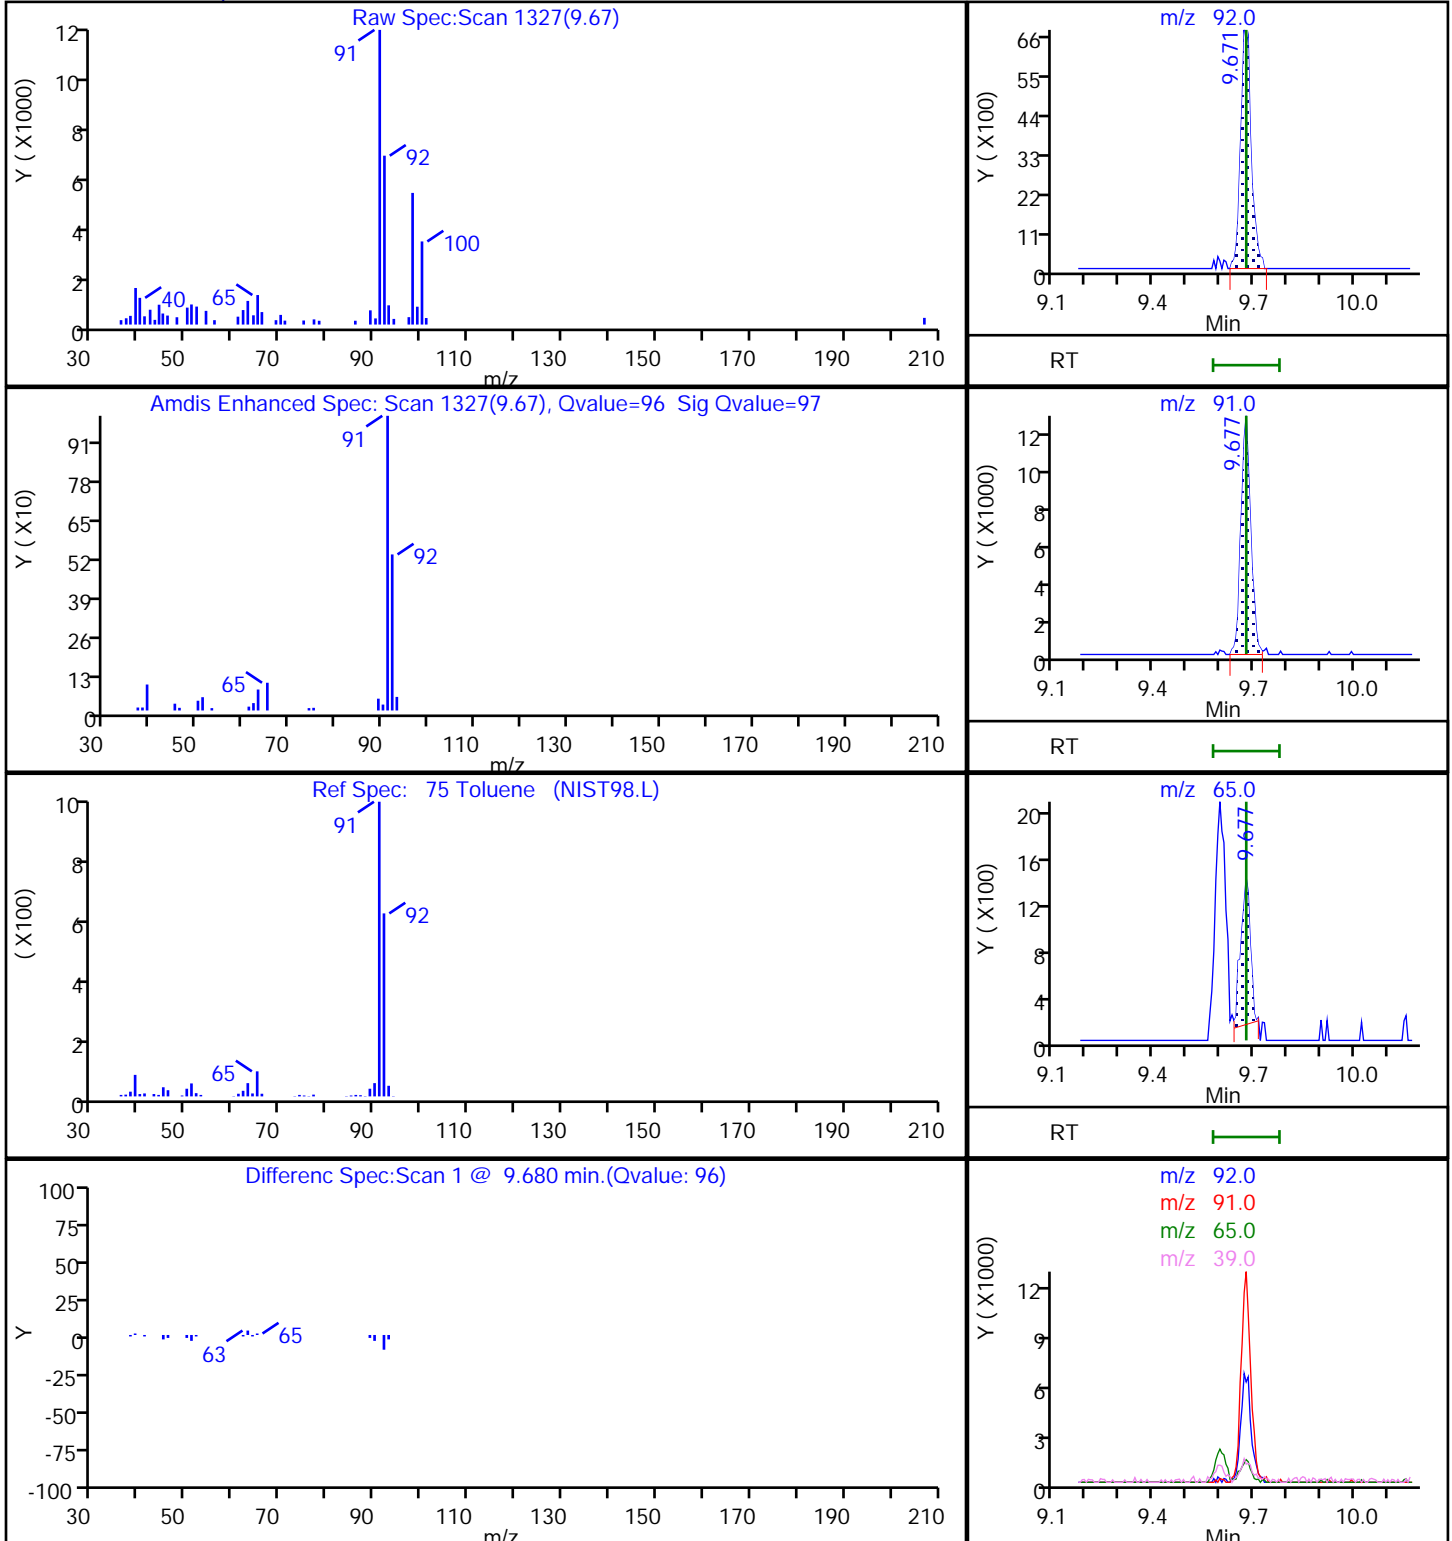 Raw Spec:Scan 1327(9.67)
Y ( X1000)
12
10
8
6
4
2
0
91
92
100
40
65
30 50 70 90 110 130 150 170 190 210
m/z
m/z 92.0
Y ( X100)
66
55
44
33
22
11
0
9.671
9.1 9.4 9.7 10.0
Min
RT
Amdis Enhanced Spec: Scan 1327(9.67), Qvalue=96 Sig Qvalue=97
Y ( X10)
91
78
65
52
39
26
13
0
91
92
65
30 50 70 90 110 130 150 170 190 210
m/z
m/z 91.0
Y ( X1000)
12
10
8
6
4
2
0
9.677
9.1 9.4 9.7 10.0
Min
RT
Ref Spec: 75 Toluene (NIST98.L)
( X100)
10
8
6
4
2
0
91
92
65
30 50 70 90 110 130 150 170 190 210
m/z 65.0
Y ( X100)
20
16
12
8
4
0
9.677
9.1 9.4 9.7 10.0
Min
RT
Differenc Spec:Scan 1 @ 9.680 min.(Qvalue: 96)
Y
100
75
50
25
0
-25
-50
-75
-100
63
65
30 50 70 90 110 130 150 170 190 210
m/z
m/z 92.0
m/z 91.0
m/z 65.0
m/z 39.0
Y ( X1000)
12
9
6
3
0
9.1 9.4 9.7 10.0
Min